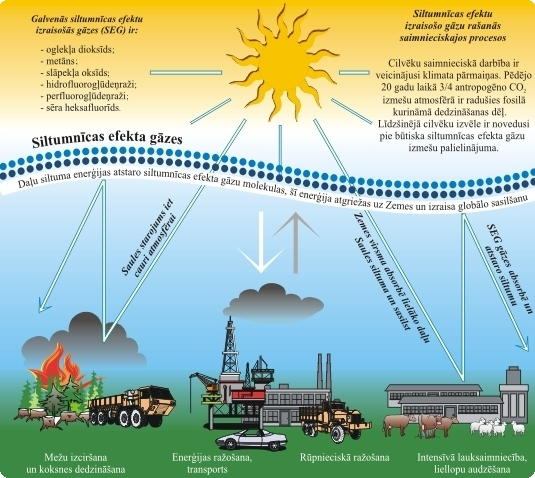 Galvenās siltumnīcas efektu
izraisošās gāzes (SEG) ir:
- oglekļa dioksīds;
- metāns;
- slāpekļa oksīds;
- hidrofluorogļūdeņraži;
- perfluorogļūdeņraži;
- sēra heksafluorīds.
Siltumnīcas efektu
izraisošo gāzu rašanās
saimnieciskajos procesos
Cilvēku saimnieciskā darbība ir
veicinājusi klimata pārmaiņas. Pēdējo
20 gadu laikā 3/4 antropogēno CO₂
izmešu atmosfērā ir radušies fosilā
kurināmā dedzināšanas dēļ.
Līdzšinējā cilvēku izvēle ir novedusi
pie būtiska siltumnīcas efekta gāzu
izmešu palielinājuma.
Siltumnīcas efekta gāzes
Daļu siltuma enerģijas atstaro siltumnīcas efekta gāzu molekulas, šī enerģija atgriežas uz Zemes un izraisa globālo sasilšanu
Saules starojums iet
cauri atmosfērai
Zemes virsma absorbē lielāko daļu
Saules siltuma un sasilst
SEG gāzes absorbē un
atstaro siltumu
Mežu izciršana
un koksnes dedzināšana
Enerģijas ražošana,
transports
Rūpnieciskā ražošana
Intensīvā lauksaimniecība,
liellopu audzēšana